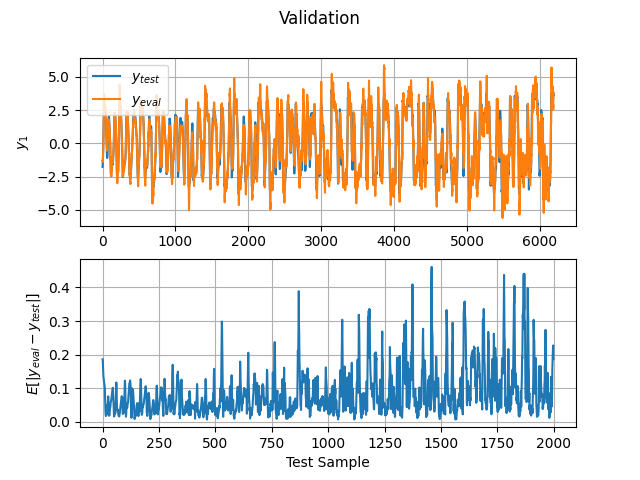 Validation
y_test
y_eval
y_1
5.0
2.5
0.0
−2.5
−5.0
0 1000 2000 3000 4000 5000 6000
E[|y_eval − y_test|]
0.4
0.3
0.2
0.1
0.0
0 250 500 750 1000 1250 1500 1750 2000
Test Sample